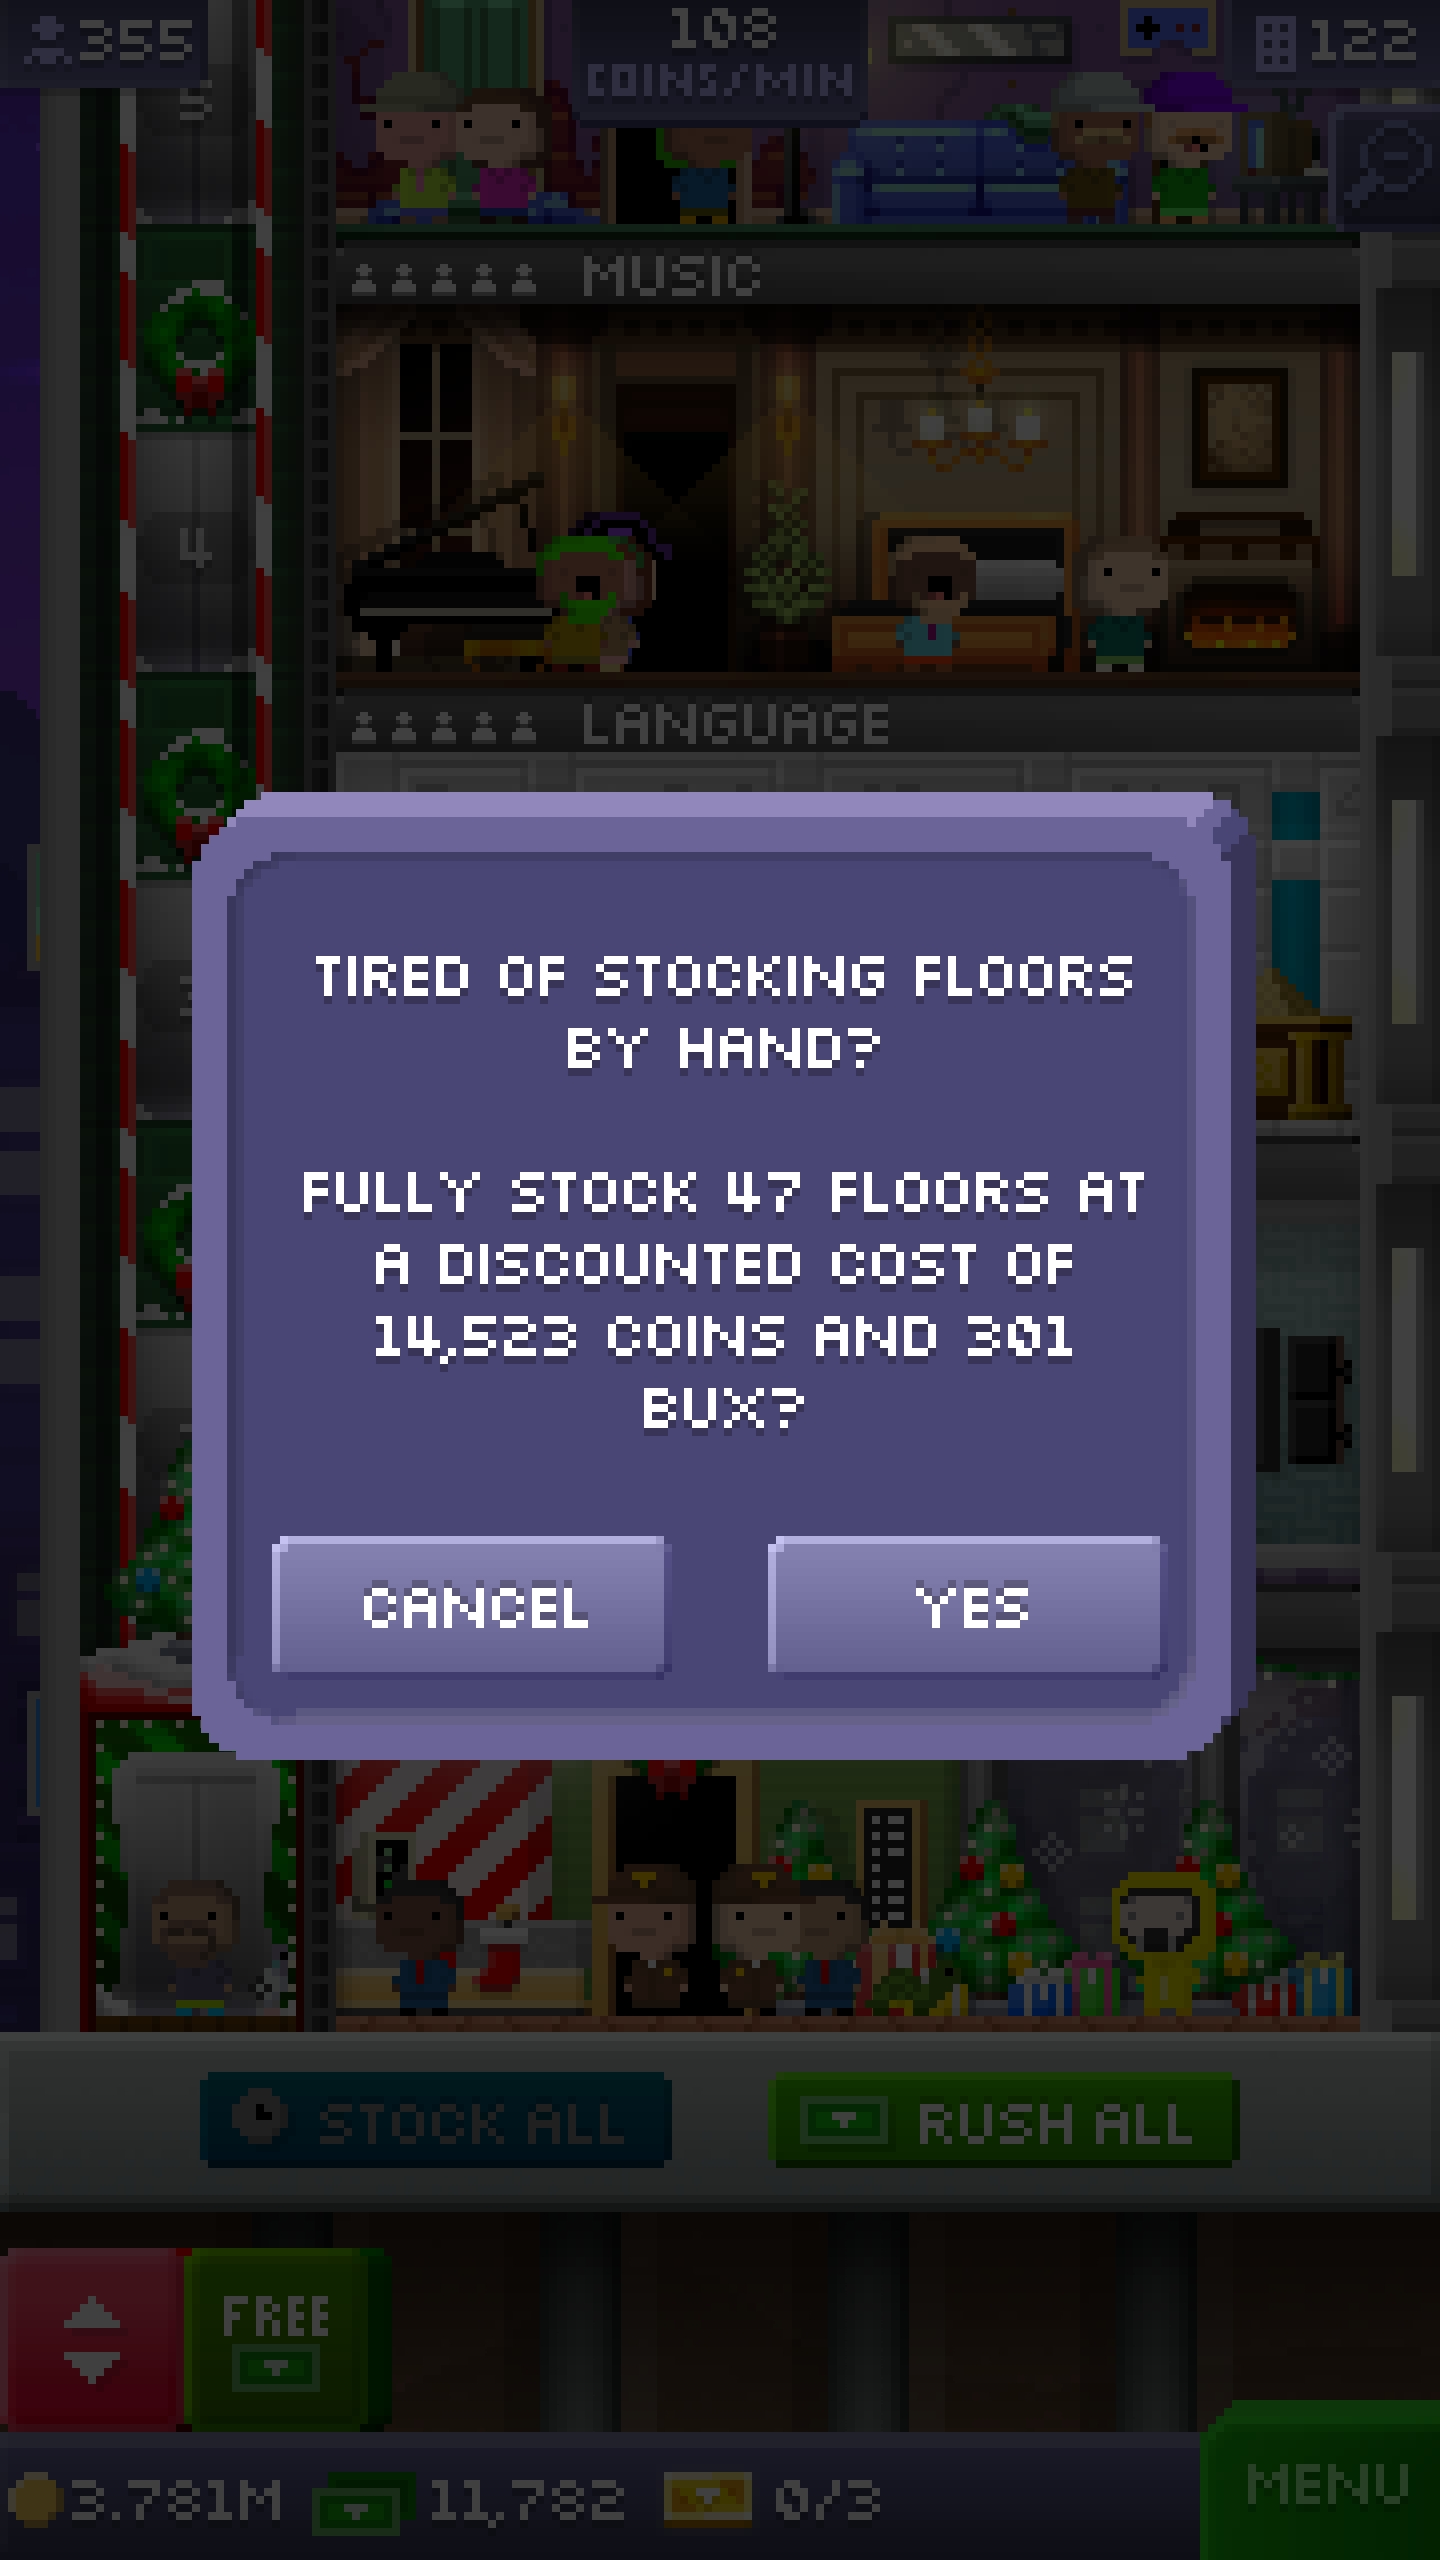 355
108
COINS/MIN
122
5
MUSIC
4
LANGUAGE
TIRED OF STOCKING FLOORS
BY HAND?
FULLY STOCK 47 FLOORS AT
A DISCOUNTED COST OF
14,523 COINS AND 301
BUX?
CANCEL
YES
STOCK ALL
RUSH ALL
FREE
3.781M
11,782
0/3
MENU